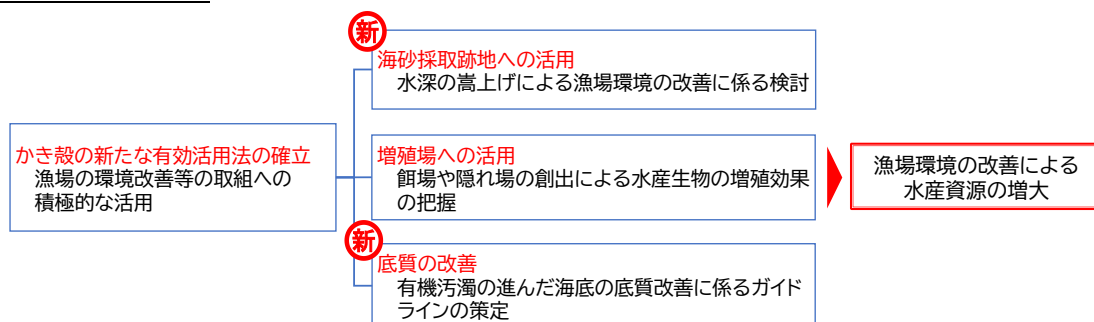 新
海砂採取跡地への活用
水深の嵩上げによる漁場環境の改善に係る検討
かき殻の新たな有効活用法の確立
漁場の環境改善等の取組への
積極的な活用
増殖場への活用
餌場や隠れ場の創出による水産生物の増殖効果
の把握
漁場環境の改善による
水産資源の増大
新
底質の改善
有機汚濁の進んだ海底の底質改善に係るガイド
ラインの策定